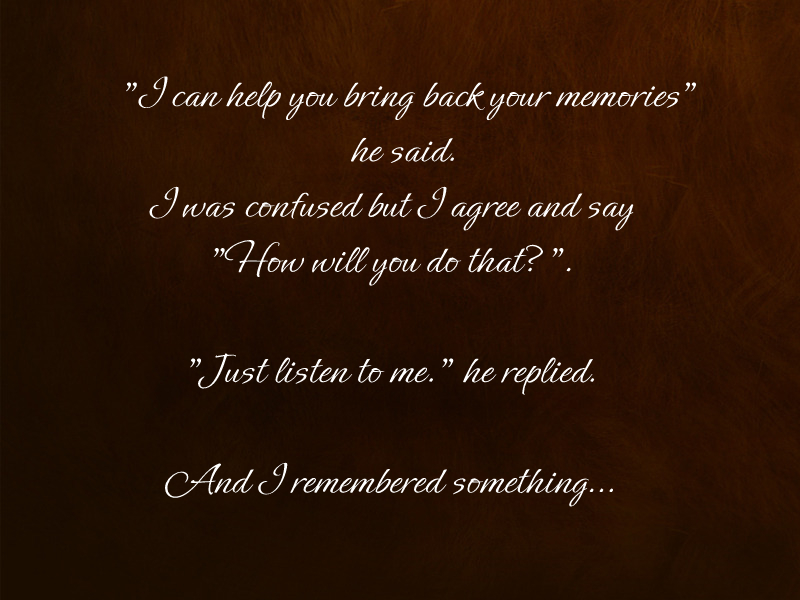 "I can help you bring back your memories"
he said.
I was confused but I agree and say
"How will you do that? ".
"Just listen to me." he replied.
And I remembered something...